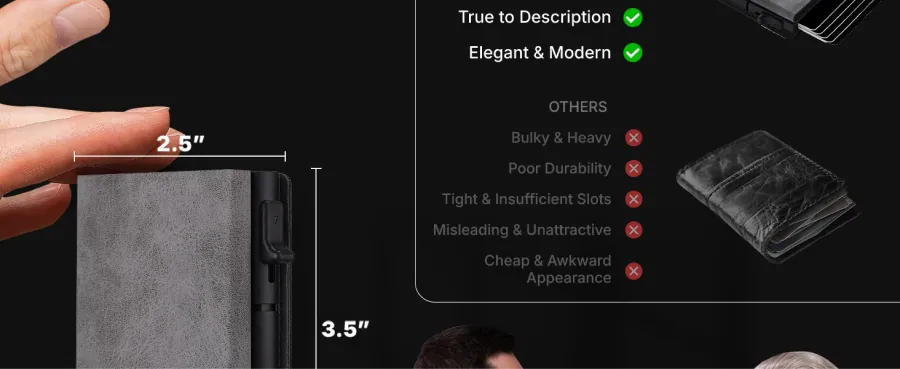 True to Description
Elegant & Modern
OTHERS
Bulky & Heavy
Poor Durability
Tight & Insufficient Slots
Misleading & Unattractive
Cheap & Awkward
Appearance
2.5”
3.5”